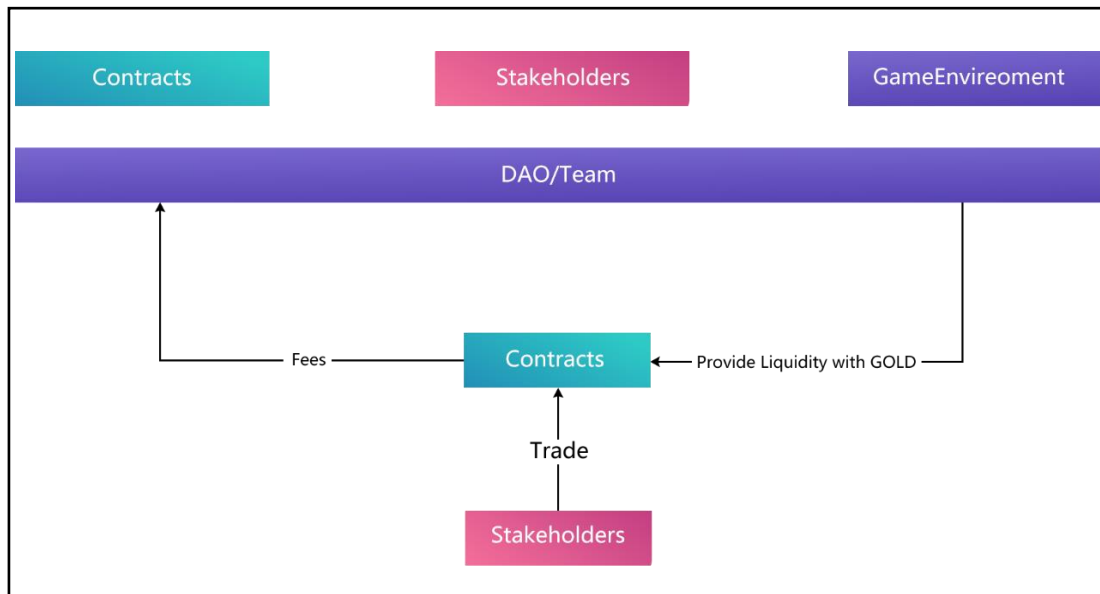 Contracts
Stakeholders
GameEnvireoment
DAO/Team
Fees
Contracts
Provide Liquidity with GOLD
Trade
Stakeholders